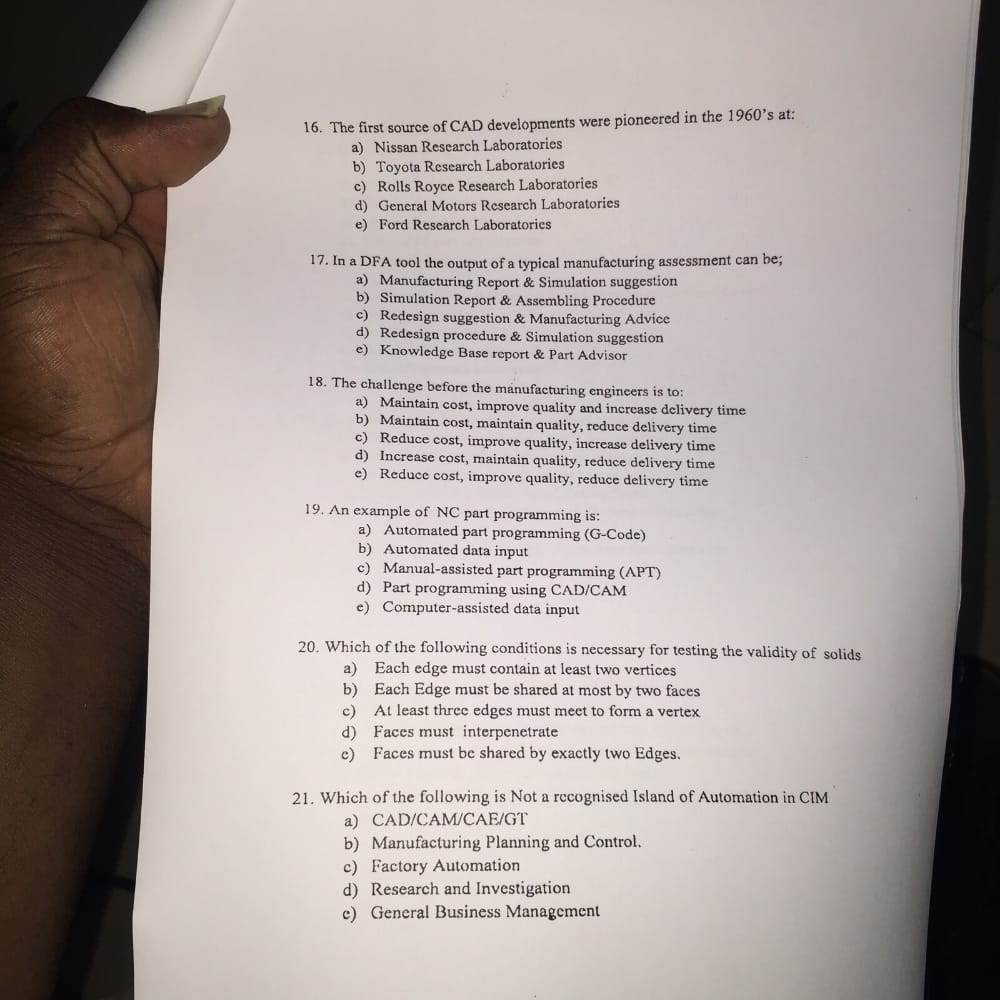 16. The first source of CAD developments were pioneered in the 1960's at:
a) Nissan Research Laboratories
b) Toyota Research Laboratories
c) Rolls Royce Research Laboratories
d) General Motors Research Laboratories
e) Ford Research Laboratories
17. In a DFA tool the output of a typical manufacturing assessment can be;
a) Manufacturing Report & Simulation suggestion
b) Simulation Report & Assembling Procedure
c) Redesign suggestion & Manufacturing Advice
d) Redesign procedure & Simulation suggestion
e) Knowledge Base report & Part Advisor
18. The challenge before the manufacturing engineers is to:
a) Maintain cost, improve quality and increase delivery time
b) Maintain cost, maintain quality, reduce delivery time
c) Reduce cost, improve quality, increase delivery time
d) Increase cost, maintain quality, reduce delivery time
e) Reduce cost, improve quality, reduce delivery time
19. An example of NC part programming is:
a) Automated part programming (G-Code)
b) Automated data input
c) Manual-assisted part programming (APT)
d) Part programming using CAD/CAM
e) Computer-assisted data input
20. Which of the following conditions is necessary for testing the validity of solids
a) Each edge must contain at least two vertices
b) Each Edge must be shared at most by two faces
c) At least three edges must meet to form a vertex
d) Faces must interpenetrate
e) Faces must be shared by exactly two Edges.
21. Which of the following is Not a recognised Island of Automation in CIM
a) CAD/CAM/CAE/GT
b) Manufacturing Planning and Control.
c) Factory Automation
d) Research and Investigation
e) General Business Management